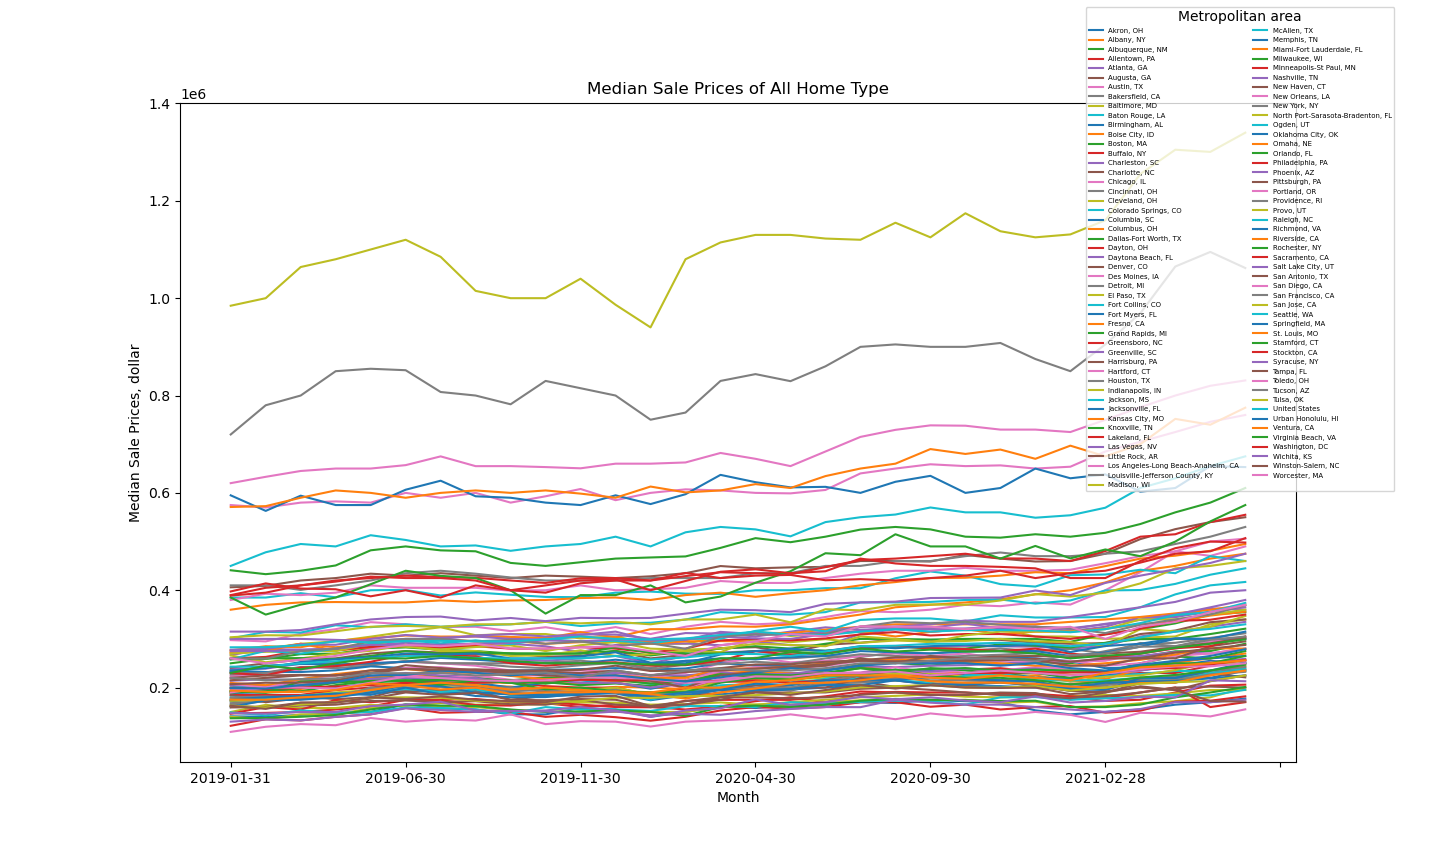 Metropolitan area
Akron, OH
Albany, NY
Albuquerque, NM
Allentown, PA
Atlanta, GA
Augusta, GA
Austin, TX
Bakersfield, CA
Baltimore, MD
Baton Rouge, LA
Birmingham, AL
Boise City, ID
Boston, MA
Buffalo, NY
Charleston, SC
Charlotte, NC
Chicago, IL
Cincinnati, OH
Cleveland, OH
Colorado Springs, CO
Columbia, SC
Columbus, OH
Dallas-Fort Worth, TX
Dayton, OH
Daytona Beach, FL
Denver, CO
Des Moines, IA
Detroit, MI
El Paso, TX
Fort Collins, CO
Fort Myers, FL
Fresno, CA
Grand Rapids, MI
Greensboro, NC
Greenville, SC
Harrisburg, PA
Hartford, CT
Houston, TX
Indianapolis, IN
Jackson, MS
Jacksonville, FL
Kansas City, MO
Knoxville, TN
Lakeland, FL
Las Vegas, NV
Little Rock, AR
Los Angeles-Long Beach-Anaheim, CA
Louisville-Jefferson County, KY
Madison, WI
McAllen, TX
Memphis, TN
Miami-Fort Lauderdale, FL
Milwaukee, WI
Minneapolis-St Paul, MN
Nashville, TN
New Haven, CT
New Orleans, LA
New York, NY
North Port-Sarasota-Bradenton, FL
Ogden, UT
Oklahoma City, OK
Omaha, NE
Orlando, FL
Philadelphia, PA
Phoenix, AZ
Pittsburgh, PA
Portland, OR
Providence, RI
Provo, UT
Raleigh, NC
Richmond, VA
Riverside, CA
Rochester, NY
Sacramento, CA
Salt Lake City, UT
San Antonio, TX
San Diego, CA
San Francisco, CA
San Jose, CA
Seattle, WA
Springfield, MA
St. Louis, MO
Stamford, CT
Stockton, CA
Syracuse, NY
Tampa, FL
Toledo, OH
Tucson, AZ
Tulsa, OK
United States
Urban Honolulu, HI
Ventura, CA
Virginia Beach, VA
Washington, DC
Wichita, KS
Winston-Salem, NC
Worcester, MA
Median Sale Prices of All Home Type
1e6
1.4
1.2
1.0
0.8
0.6
0.4
0.2
Median Sale Prices, dollar
2019-01-31
2019-06-30
2019-11-30
2020-04-30
2020-09-30
2021-02-28
Month